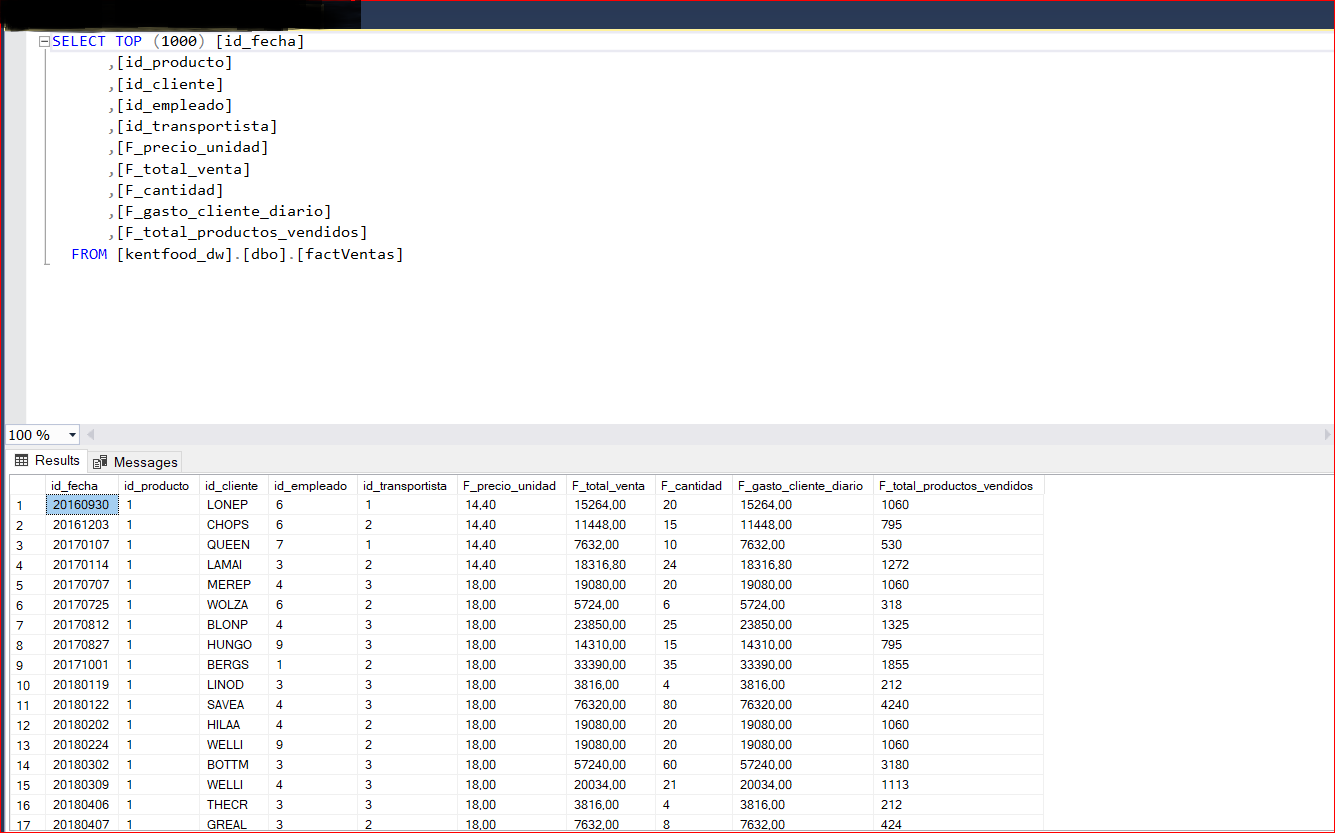 SELECT TOP (1000) [id_fecha]
,[id_producto]
,[id_cliente]
,[id_empleado]
,[id_transportista]
,[F_precio_unidad]
,[F_total_venta]
,[F_cantidad]
,[F_gasto_cliente_diario]
,[F_total_productos_vendidos]
FROM [kentfood_dw].[dbo].[factVentas]
100 %
Results Messages
id_fecha id_producto id_cliente id_empleado id_transportista F_precio_unidad F_total_venta F_cantidad F_gasto_cliente_diario F_total_productos_vendidos
1 20160930 1 LONEP 6 1 14,40 15264,00 20 15264,00 1060
2 20161203 1 CHOPS 6 2 14,40 11448,00 15 11448,00 795
3 20170107 1 QUEEN 7 1 14,40 7632,00 10 7632,00 530
4 20170114 1 LAMAI 3 2 14,40 18316,80 24 18316,80 1272
5 20170707 1 MEREP 4 3 18,00 19080,00 20 19080,00 1060
6 20170725 1 WOLZA 6 2 18,00 5724,00 6 5724,00 318
7 20170812 1 BLONP 4 3 18,00 23850,00 25 23850,00 1325
8 20170827 1 HUNGO 9 3 18,00 14310,00 15 14310,00 795
9 20171001 1 BERGS 1 2 18,00 33390,00 35 33390,00 1855
10 20180119 1 LINOD 3 3 18,00 3816,00 4 3816,00 212
11 20180122 1 SAVEA 4 3 18,00 76320,00 80 76320,00 4240
12 20180202 1 HILAA 4 2 18,00 19080,00 20 19080,00 1060
13 20180224 1 WELLI 9 2 18,00 19080,00 20 19080,00 1060
14 20180302 1 BOTTM 3 3 18,00 57240,00 60 57240,00 3180
15 20180309 1 WELLI 4 3 18,00 20034,00 21 20034,00 1113
16 20180406 1 THECR 3 3 18,00 3816,00 4 3816,00 212
17 20180407 1 GREAL 3 2 18,00 7632,00 8 7632,00 424